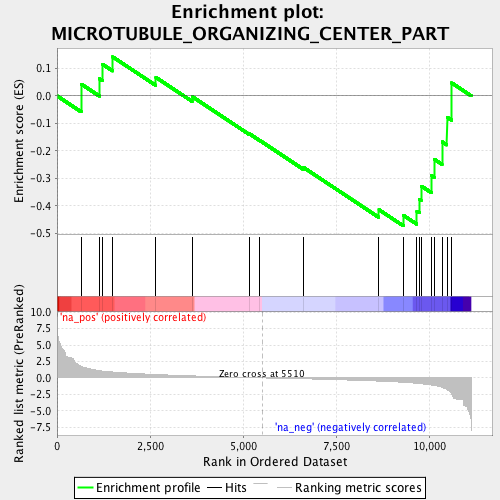 Enrichment plot:
MICROTUBULE_ORGANIZING_CENTER_PART
Enrichment score (ES)
0.1
0.0
-0.1
-0.2
-0.3
-0.4
-0.5
Ranked list metric (PreRanked)
10.0
7.5
5.0
2.5
0.0
-2.5
-5.0
-7.5
'na_pos' (positively correlated)
Zero cross at 5510
'na_neg' (negatively correlated)
0
2,500
5,000
7,500
10,000
Rank in Ordered Dataset
Enrichment profile
Hits
Ranking metric scores